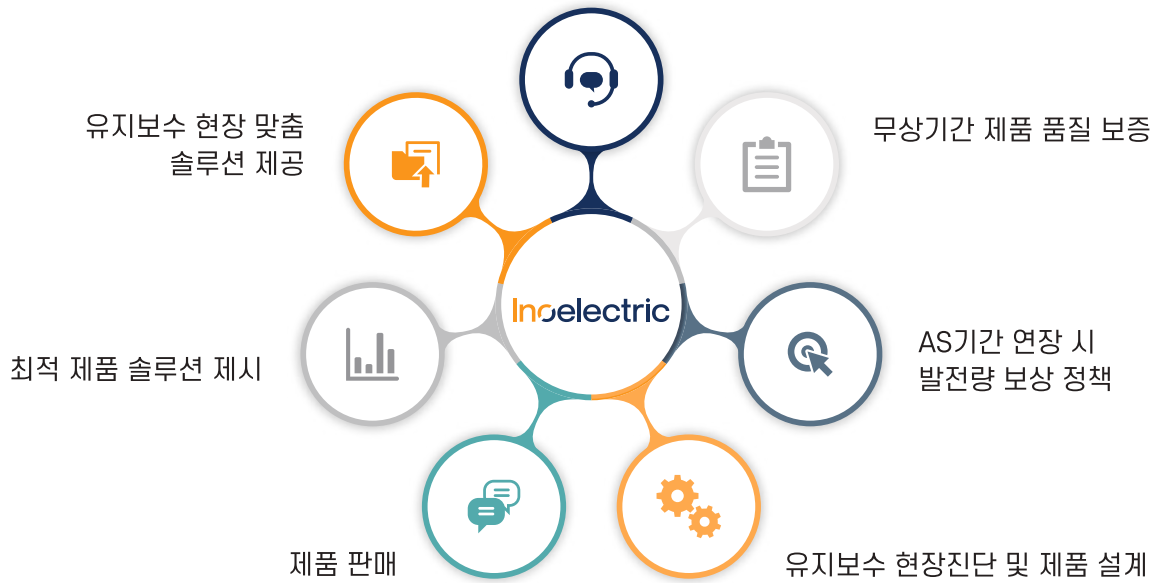 유지보수 현장 맞춤
솔루션 제공
무상기간 제품 품질 보증
Inoelectric
최적 제품 솔루션 제시
AS기간 연장 시
발전량 보상 정책
제품 판매
유지보수 현장진단 및 제품 설계